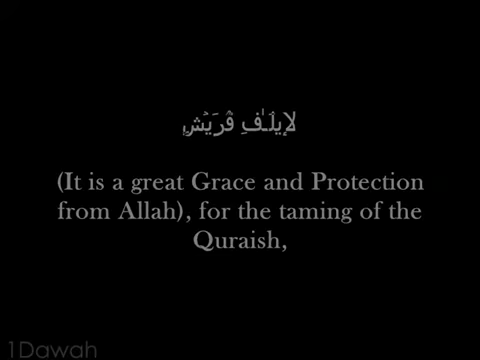 لِإِيلَٰفِ قُرَيۡشٍ
(It is a great Grace and Protection
from Allah), for the taming of the
Quraish,
1Dawah